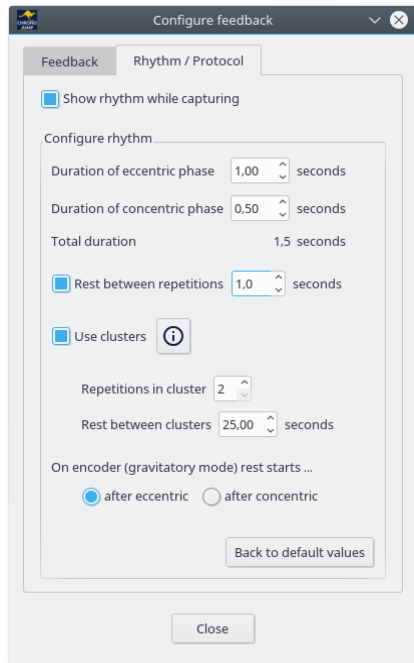 CHRONO
JUMP
Configure feedback
Feedback
Rhythm / Protocol
Show rhythm while capturing
Configure rhythm
Duration of eccentric phase 1,00 seconds
Duration of concentric phase 0,50 seconds
Total duration 1,5 seconds
Rest between repetitions 1,0 seconds
Use clusters
Repetitions in cluster 2
Rest between clusters 25,00 seconds
On encoder (gravitatory mode) rest starts ...
after eccentric after concentric
Back to default values
Close